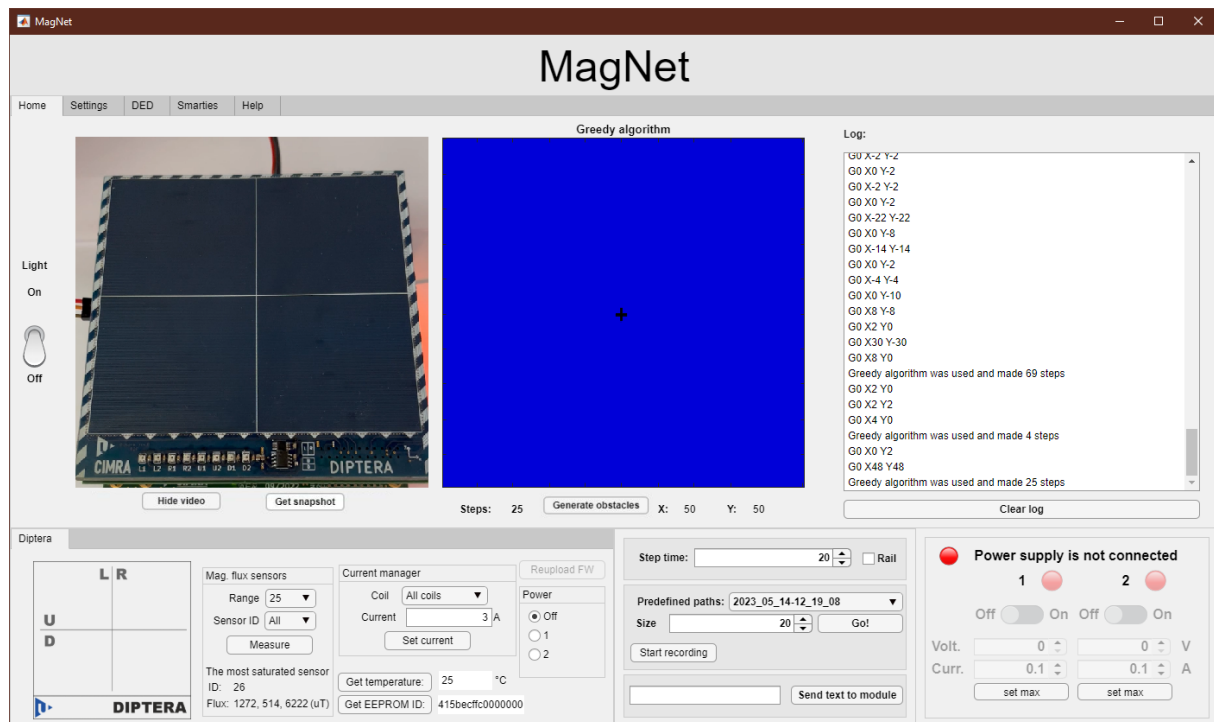 MagNet
MagNet
Home Settings DED Smarties Help
Greedy algorithm
Log:
G0 X-2 Y-2
G0 X0 Y-2
G0 X-2 Y-2
G0 X0 Y-2
G0 X-22 Y-22
G0 X0 Y-8
G0 X-14 Y-14
G0 X0 Y-2
G0 X-4 Y-4
G0 X0 Y-10
G0 X8 Y-8
G0 X2 Y0
G0 X30 Y-30
G0 X8 Y0
Greedy algorithm was used and made 69 steps
G0 X2 Y0
G0 X2 Y2
G0 X4 Y0
Greedy algorithm was used and made 4 steps
G0 X0 Y2
G0 X48 Y48
Greedy algorithm was used and made 25 steps
Clear log
Light
On
Off
CIMRA L1 L2 R1 R2 U1 U2 D1 D2 DIPTERA
Hide video Get snapshot
Steps: 25 Generate obstacles X: 50 Y: 50
Diptera
L R
U
D
DIPTERA
Mag. flux sensors
Range 25
Sensor ID All
Measure
The most saturated sensor
ID: 26
Flux: 1272, 514, 6222 (uT)
Current manager
Coil All coils
Current 3 A
Set current
Get temperature: 25 °C
Get EEPROM ID: 415becffc0000000
Reupload FW
Power
Off
1
2
Step time: 20 Rail
Predefined paths: 2023_05_14-12_19_08
Size 20 Go!
Start recording
Send text to module
Power supply is not connected
1 2
Off On Off On
Volt. 0 0 V
Curr. 0.1 0.1 A
set max set max